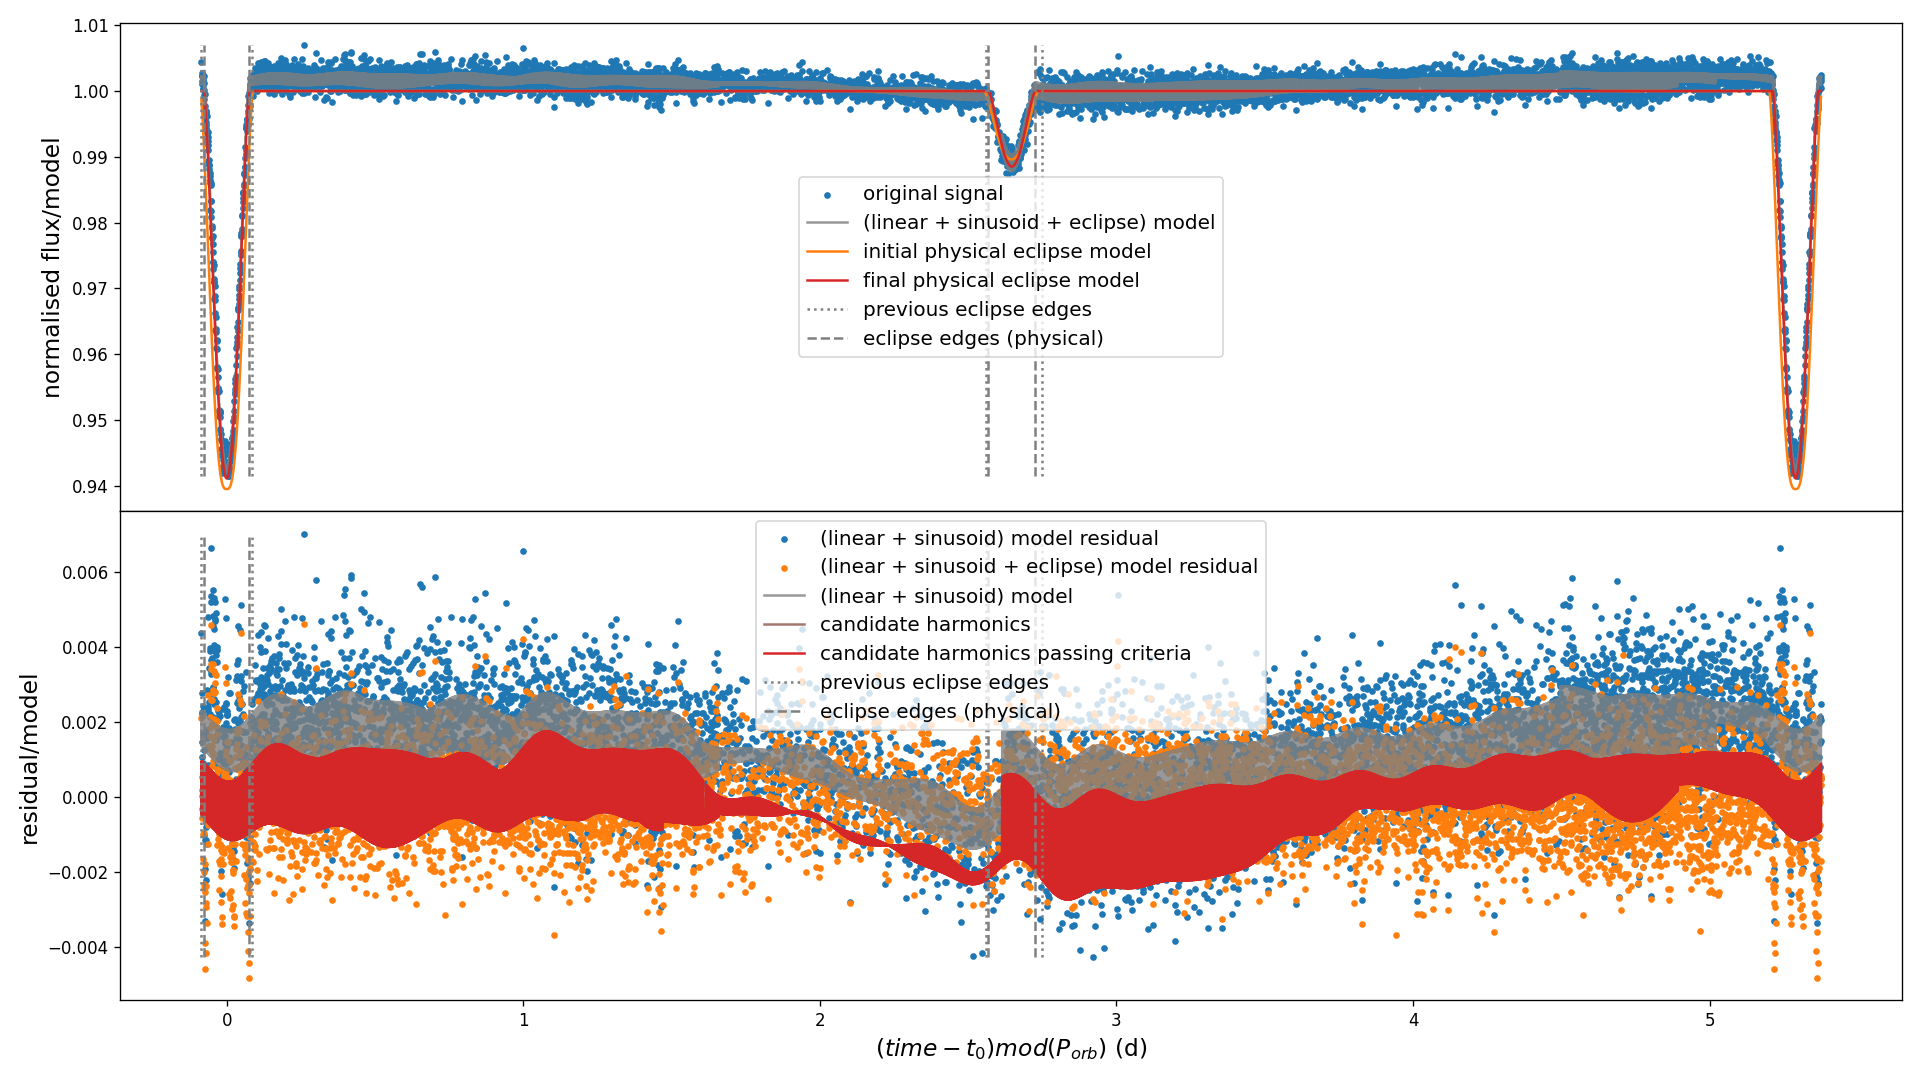 1.01
1.00
0.99
0.98
0.97
0.96
0.95
0.94
normalised flux/model
original signal
(linear + sinusoid + eclipse) model
initial physical eclipse model
final physical eclipse model
previous eclipse edges
eclipse edges (physical)
0.006
0.004
0.002
0.000
−0.002
−0.004
residual/model
(linear + sinusoid) model residual
(linear + sinusoid + eclipse) model residual
(linear + sinusoid) model
candidate harmonics
candidate harmonics passing criteria
previous eclipse edges
eclipse edges (physical)
0 1 2 3 4 5
(time − t₀)mod(Pₒᵣb) (d)